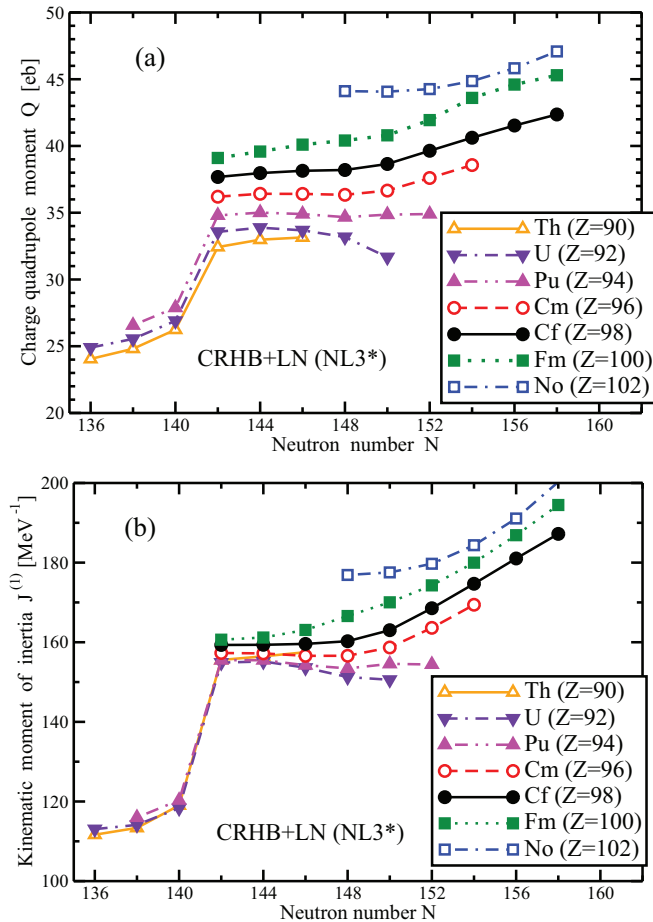 (a)
Charge quadrupole moment Q [eb]
50
45
40
35
30
25
20
Th (Z=90)
U (Z=92)
Pu (Z=94)
Cm (Z=96)
Cf (Z=98)
Fm (Z=100)
No (Z=102)
CRHB+LN (NL3*)
136 140 144 148 152 156 160
Neutron number N
(b)
Kinematic moment of inertia J(1) [MeV-1]
200
180
160
140
120
100
Th (Z=90)
U (Z=92)
Pu (Z=94)
Cm (Z=96)
Cf (Z=98)
Fm (Z=100)
No (Z=102)
CRHB+LN (NL3*)
136 140 144 148 152 156 160
Neutron number N